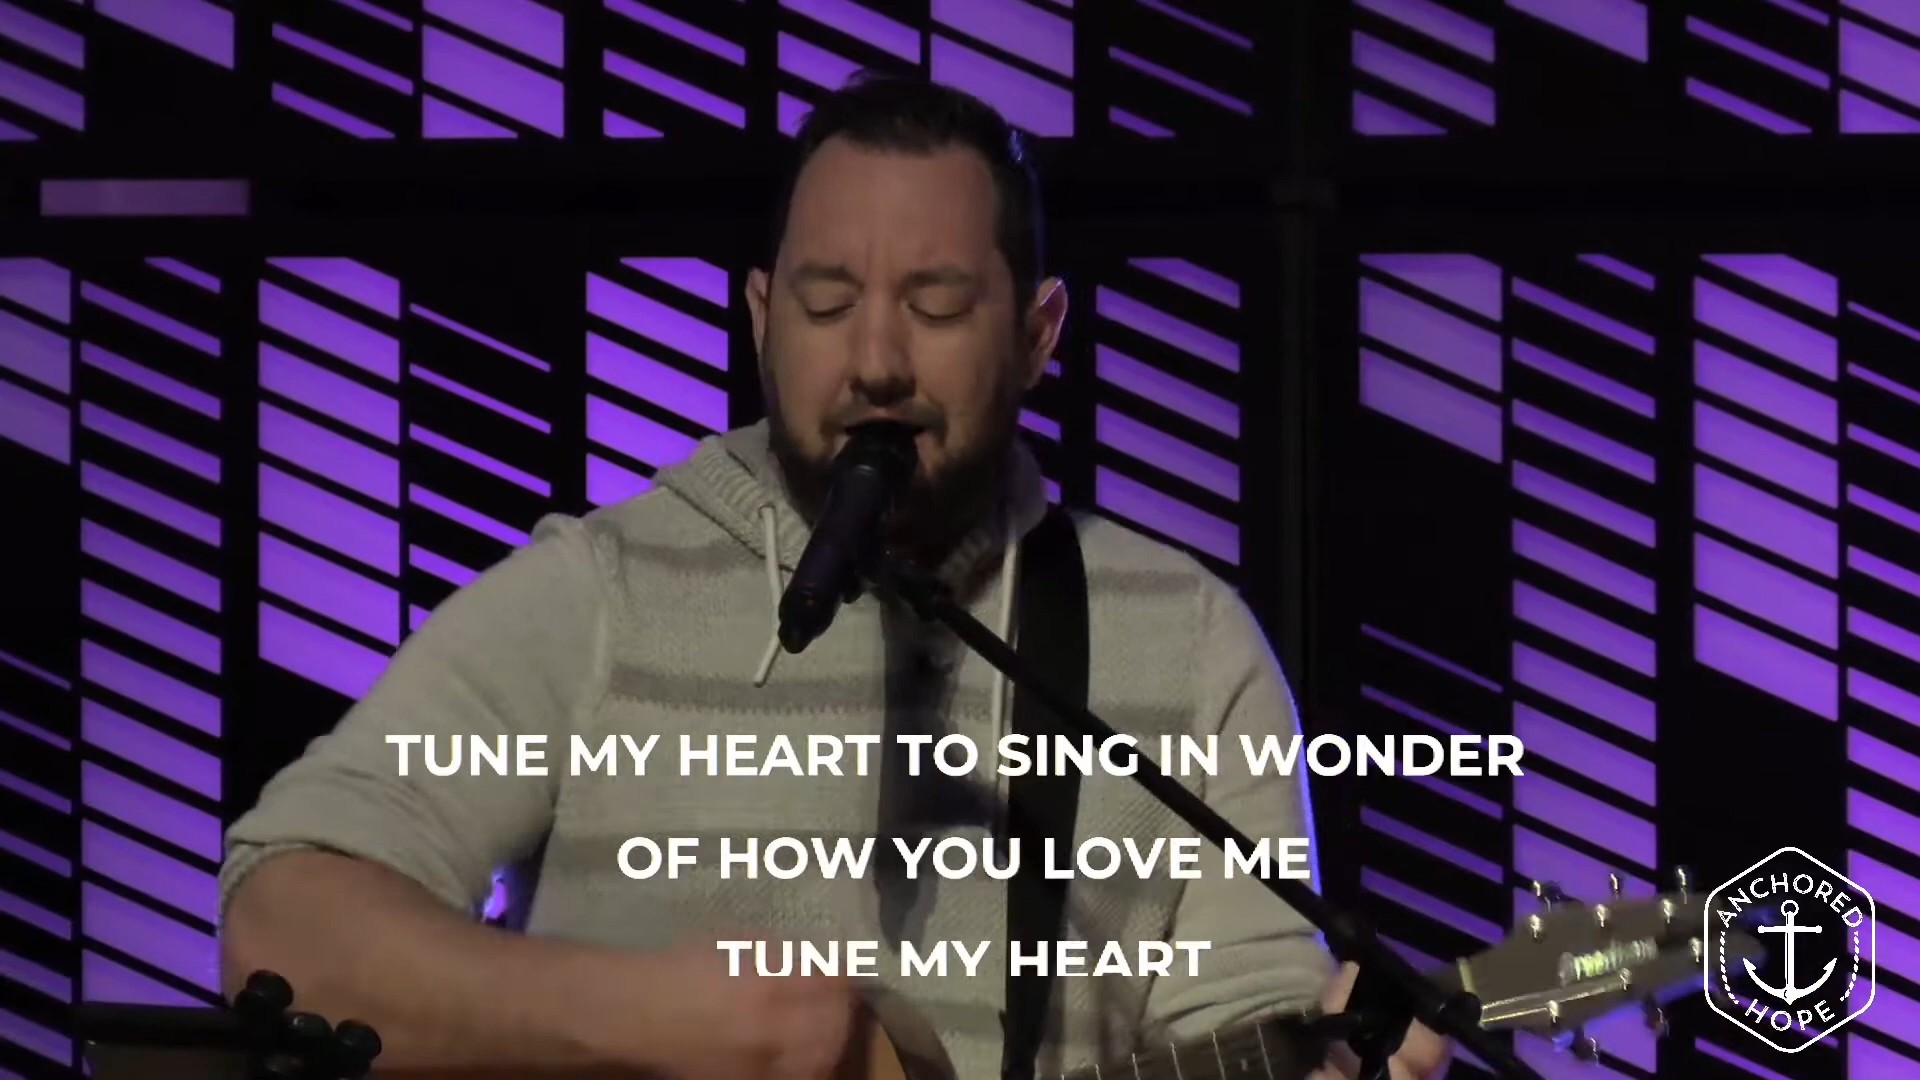 TUNE MY HEART TO SING IN WONDER
OF HOW YOU LOVE ME
TUNE MY HEART
ANCHORED
HOPE